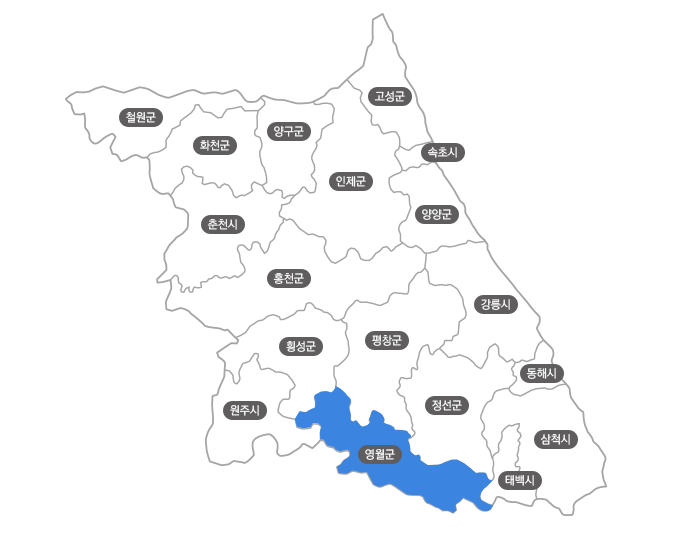 고성군
철원군
양구군
화천군
속초시
인제군
양양군
춘천시
홍천군
강릉시
평창군
횡성군
동해시
정선군
원주시
삼척시
영월군
태백시